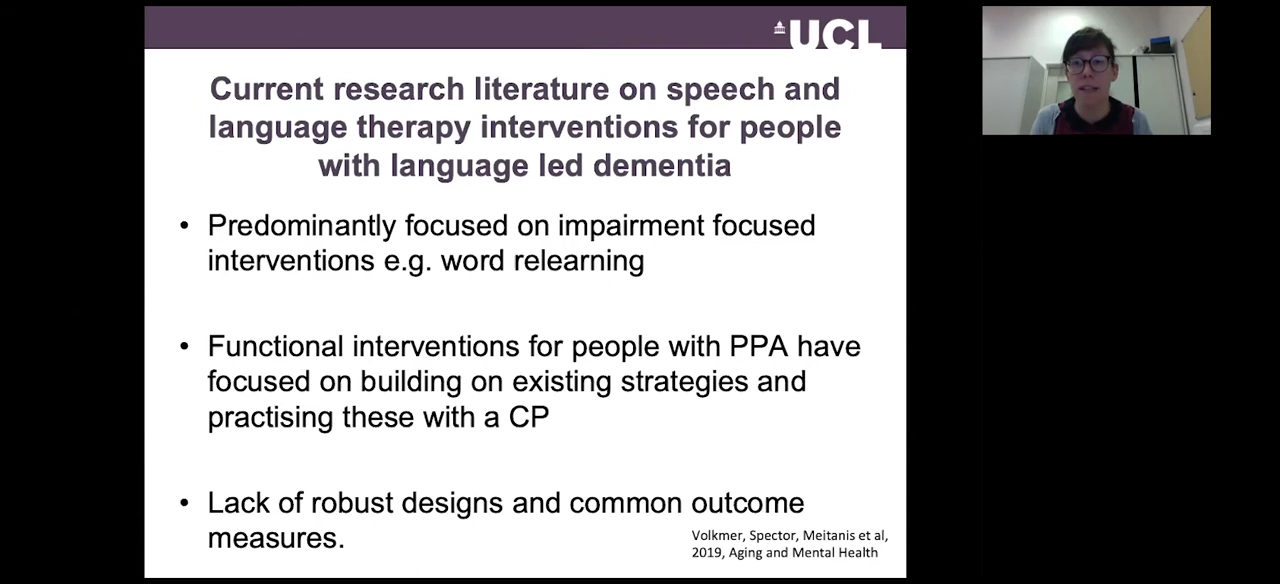 UCL
Current research literature on speech and
language therapy interventions for people
with language led dementia
• Predominantly focused on impairment focused
interventions e.g. word relearning
• Functional interventions for people with PPA have
focused on building on existing strategies and
practising these with a CP
• Lack of robust designs and common outcome
measures.
Volkmer, Spector, Meitanis et al,
2019, Aging and Mental Health